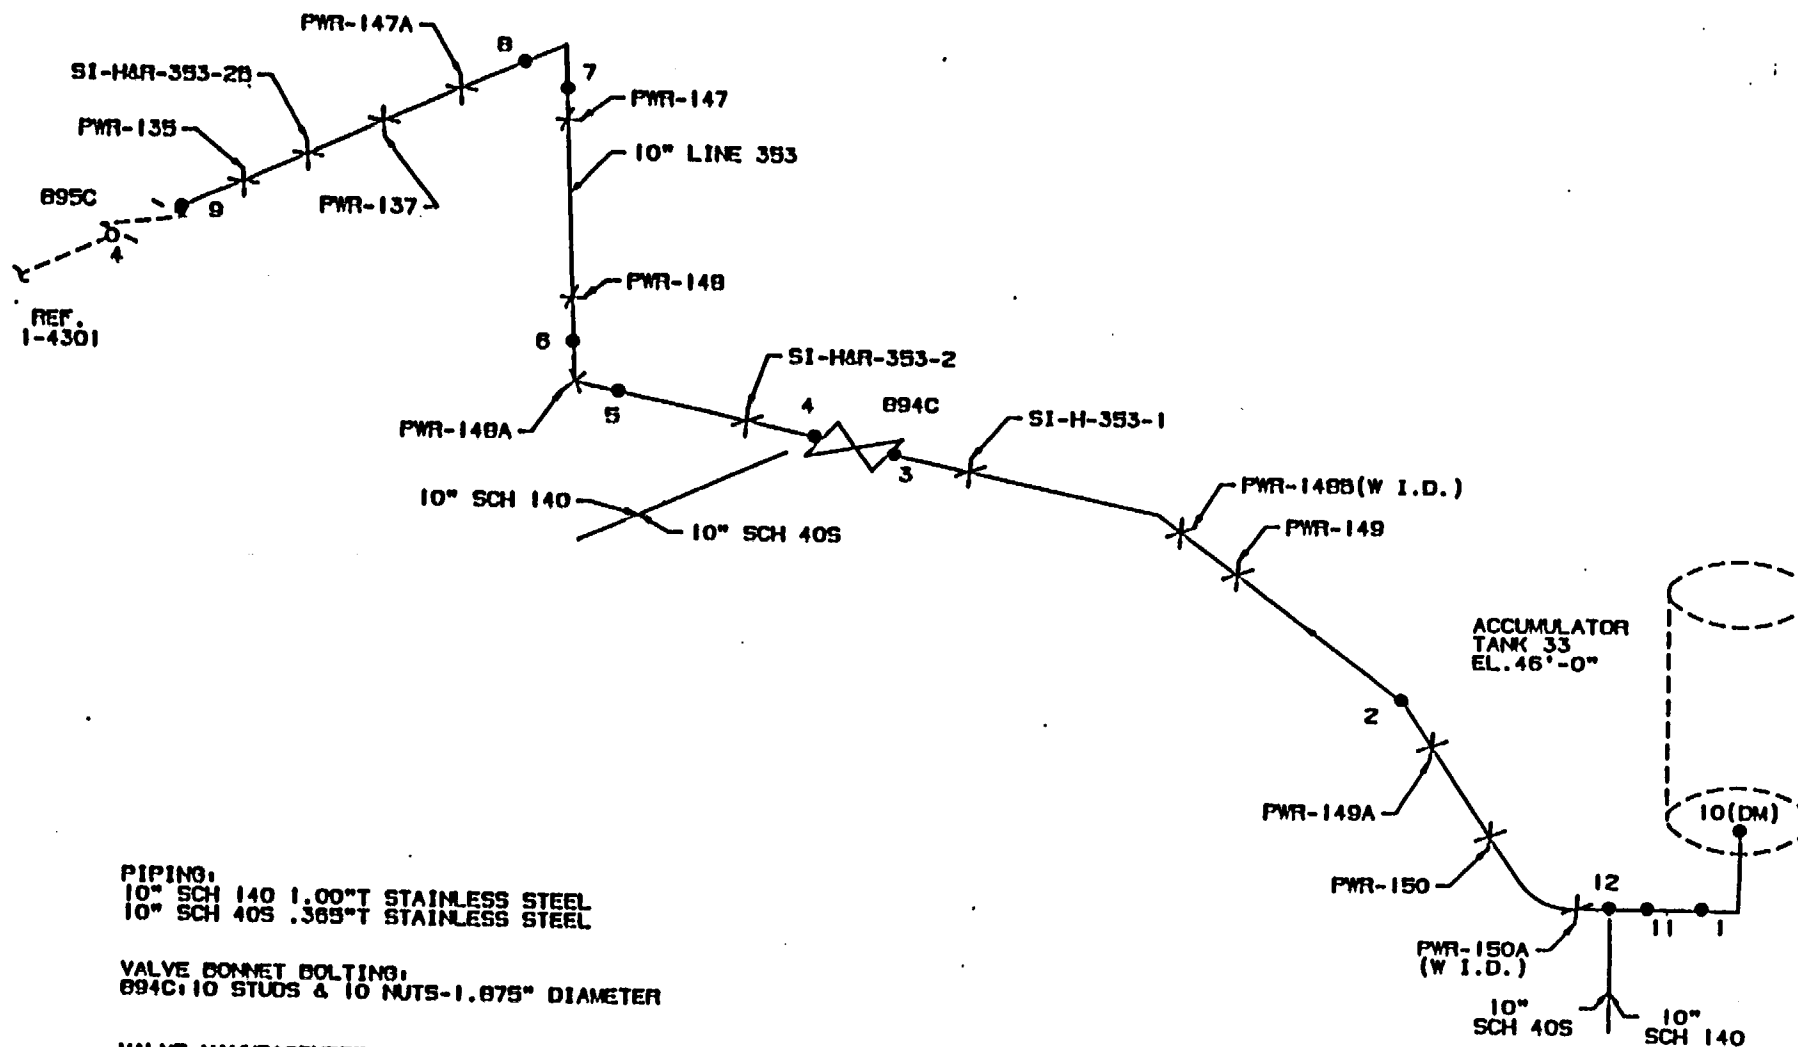 PWR-147A
8
SI-H&R-353-2B
7
PWR-147
PWR-135
10" LINE 353
895C
9
PWR-137
4
PWR-148
REF.
1-4301
6
SI-H&R-353-2
894C
4
5
SI-H-353-1
PWR-148A
3
10" SCH 140
PWR-148B(W I.D.)
10" SCH 40S
PWR-149
ACCUMULATOR
TANK 33
EL.46'-0"
2
PWR-149A
10(DM)
PWR-150
12
11
1
PWR-150A
(W I.D.)
10"
SCH 40S
10"
SCH 140
PIPING:
10" SCH 140 1.00"T STAINLESS STEEL
10" SCH 40S .365"T STAINLESS STEEL
VALVE BONNET BOLTING:
894C:10 STUDS & 10 NUTS-1.875" DIAMETER